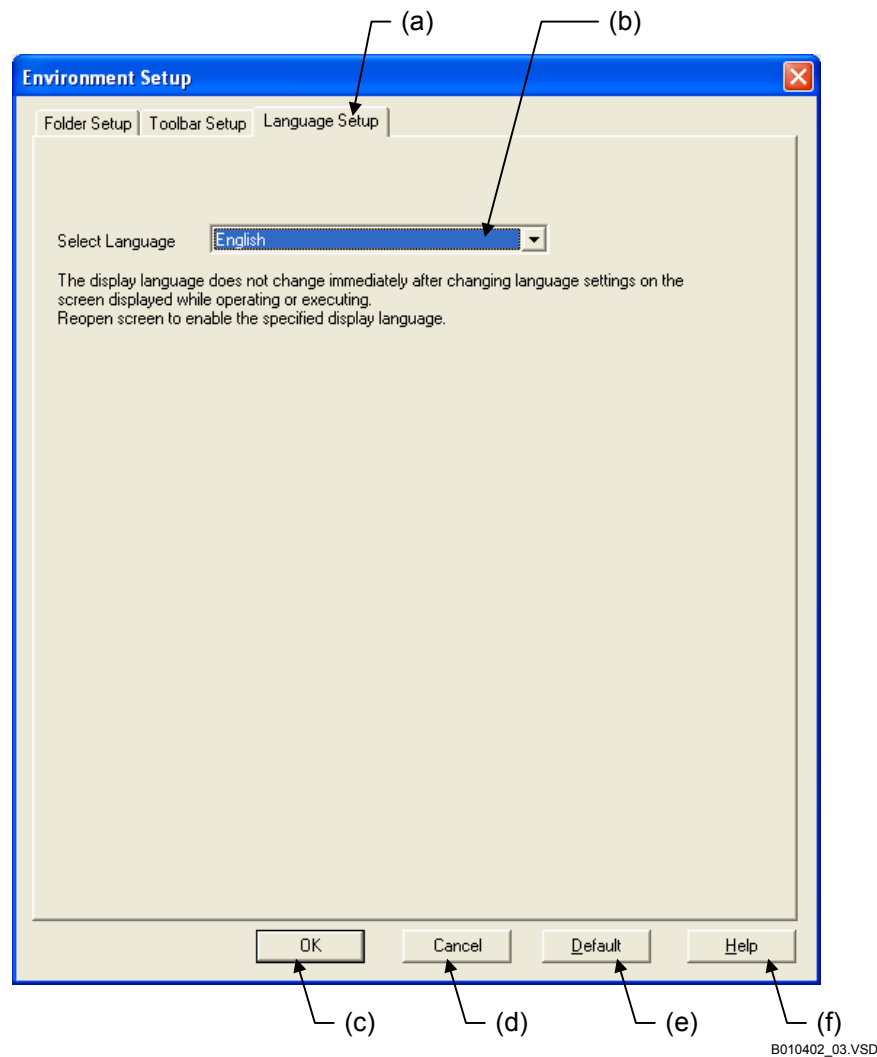 (a) (b)
Environment Setup
Folder Setup Toolbar Setup Language Setup
Select Language English
The display language does not change immediately after changing language settings on the
screen displayed while operating or executing.
Reopen screen to enable the specified display language.
OK Cancel Default Help
(c) (d) (e) (f)
B010402_03.VSD